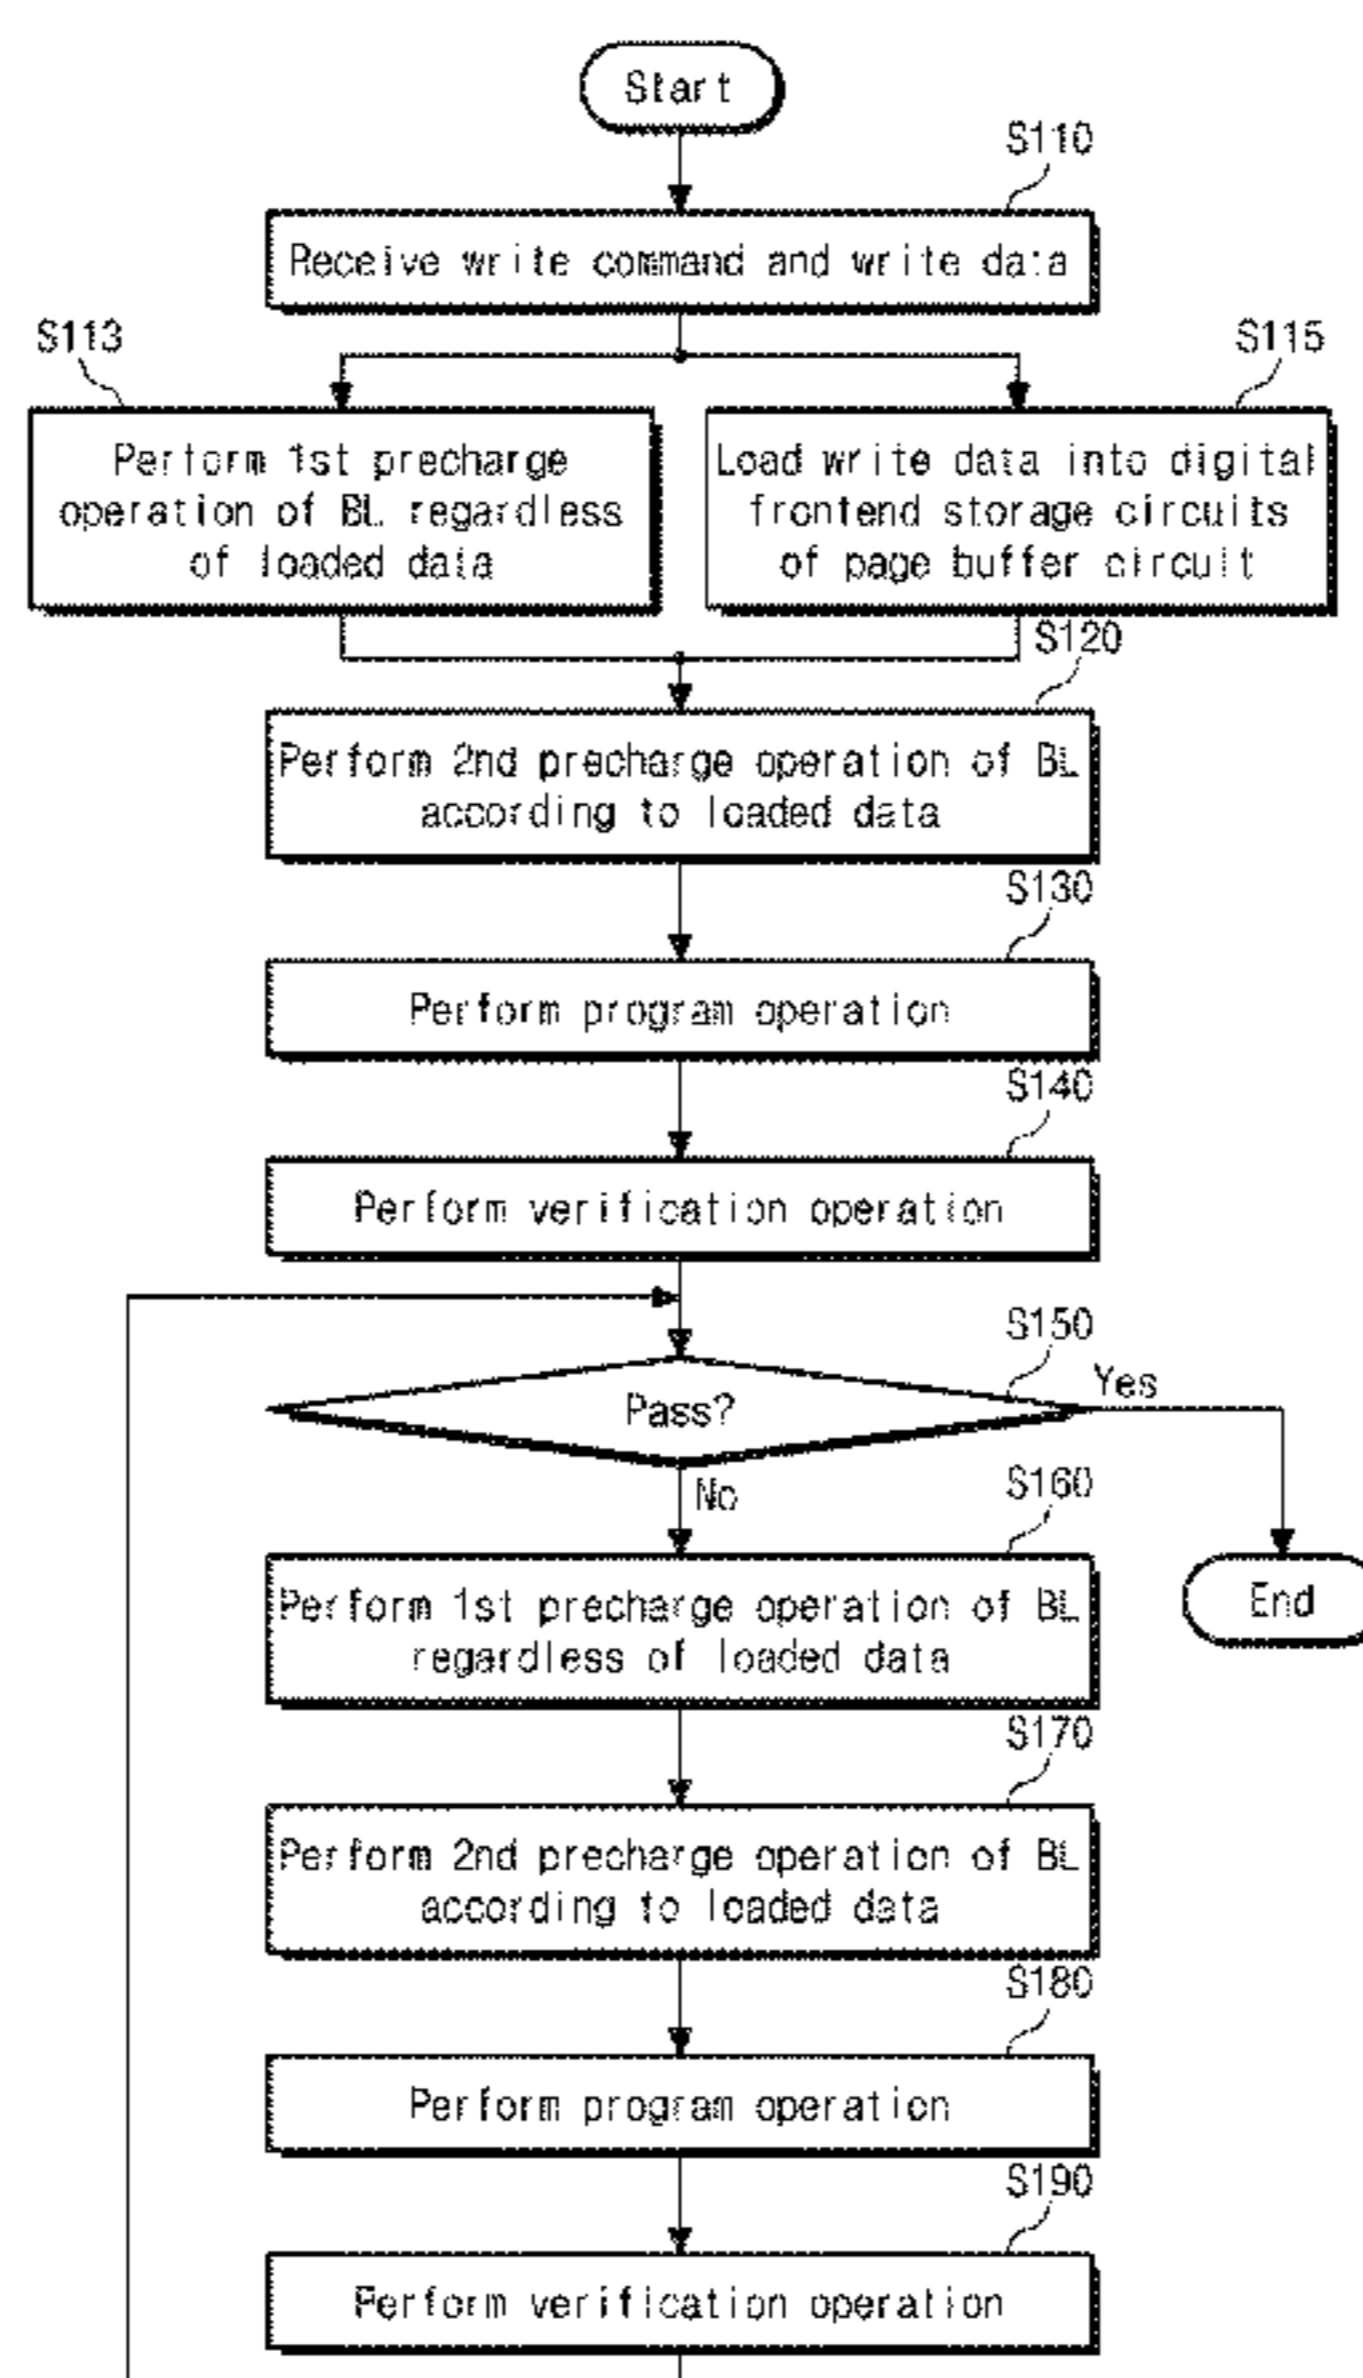 Start
S110
Receive write command and write data
S113
S115
Perform 1st precharge
operation of BL regardless
of loaded data
Load write data into digital
frontend storage circuits
of page buffer circuit
S120
Perform 2nd precharge operation of BL
according to loaded data
S130
Perform program operation
S140
Perform verification operation
S150
Pass?
Yes
No
S160
Perform 1st precharge operation of BL
regardless of loaded data
End
S170
Perform 2nd precharge operation of BL
according to loaded data
S180
Perform program operation
S190
Perform verification operation